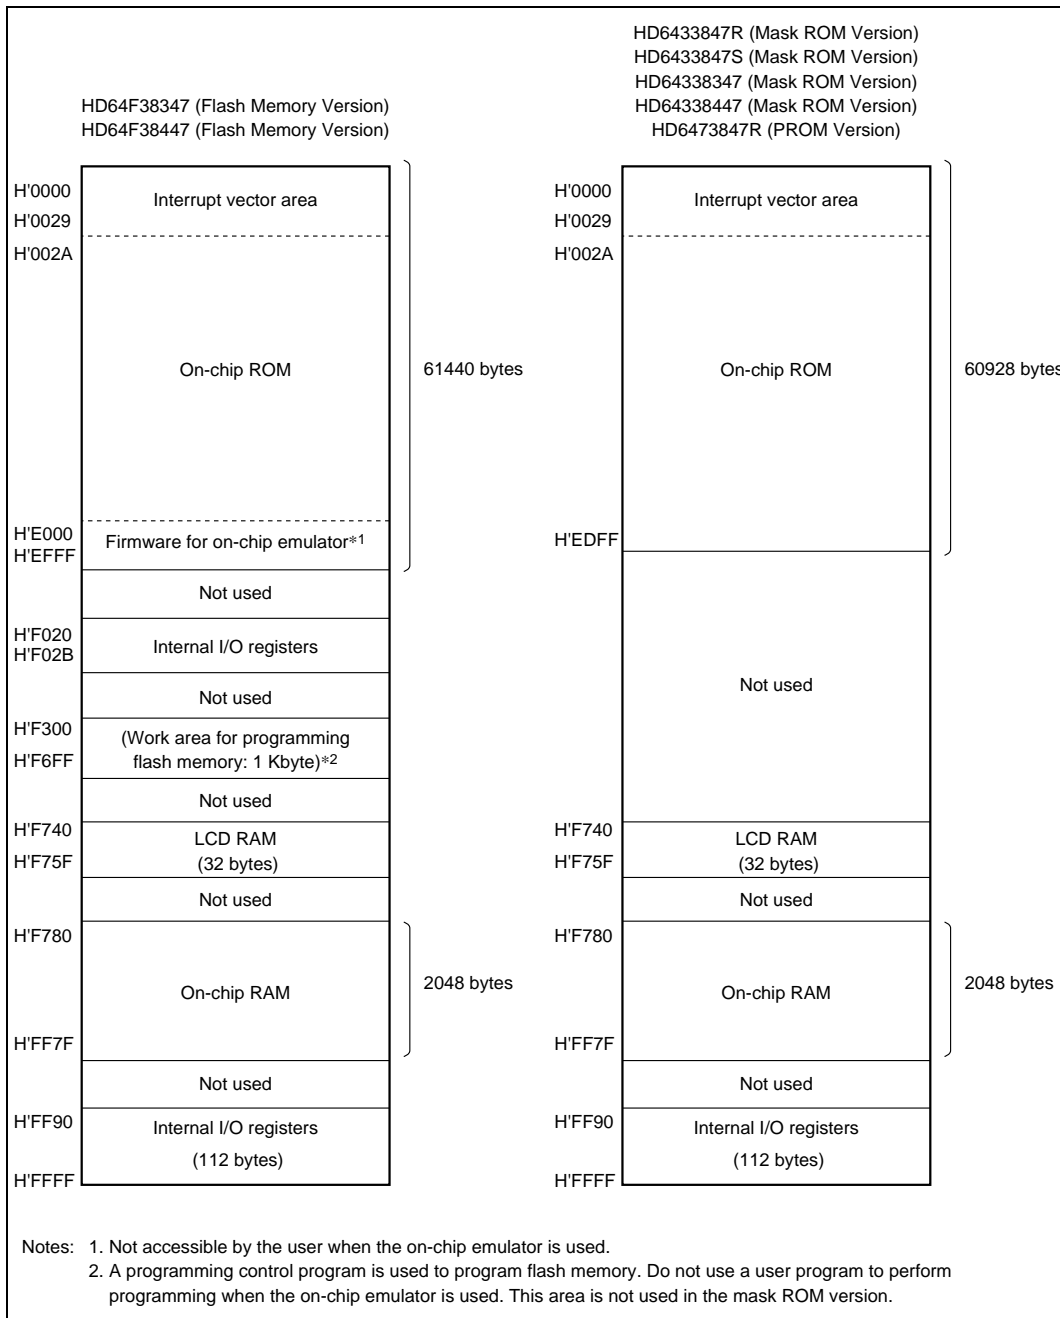 HD64F38347 (Flash Memory Version)
HD64F38447 (Flash Memory Version)
H'0000
Interrupt vector area
H'0029
H'002A
On-chip ROM
61440 bytes
H'E000
Firmware for on-chip emulator*1
H'EFFF
Not used
H'F020
Internal I/O registers
H'F02B
Not used
H'F300
(Work area for programming
flash memory: 1 Kbyte)*2
H'F6FF
Not used
H'F740
LCD RAM
(32 bytes)
H'F75F
Not used
H'F780
On-chip RAM
2048 bytes
H'FF7F
Not used
H'FF90
Internal I/O registers
(112 bytes)
H'FFFF
HD6433847R (Mask ROM Version)
HD6433847S (Mask ROM Version)
HD64338347 (Mask ROM Version)
HD64338447 (Mask ROM Version)
HD6473847R (PROM Version)
H'0000
Interrupt vector area
H'0029
H'002A
On-chip ROM
60928 bytes
H'EDFF
Not used
H'F740
LCD RAM
(32 bytes)
H'F75F
Not used
H'F780
On-chip RAM
2048 bytes
H'FF7F
Not used
H'FF90
Internal I/O registers
(112 bytes)
H'FFFF
Notes: 1. Not accessible by the user when the on-chip emulator is used.
2. A programming control program is used to program flash memory. Do not use a user program to perform
programming when the on-chip emulator is used. This area is not used in the mask ROM version.